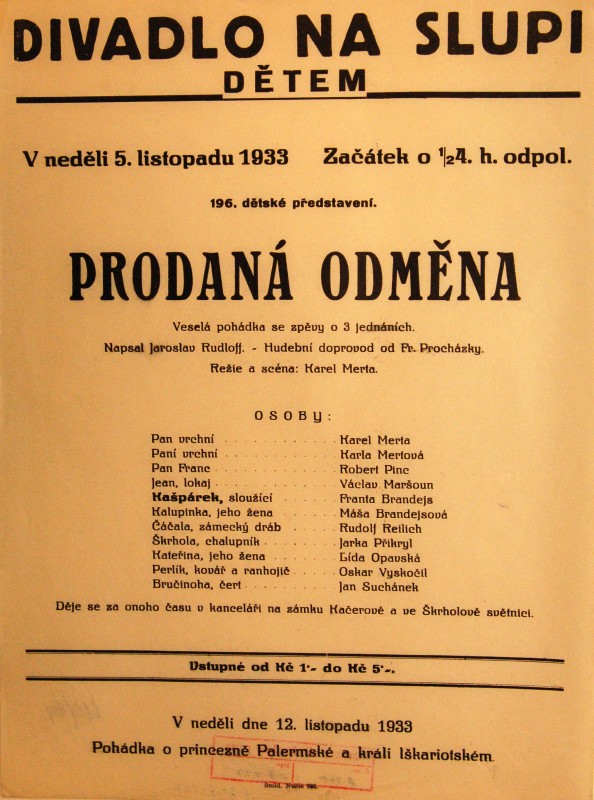 DIVADLO NA SLUPI
DĚTEM
V neděli 5. listopadu 1933 Začátek o ½4. h. odpol.
196. dětské představení.
PRODANÁ ODMĚNA
Veselá pohádka se zpěvy o 3 jednáních.
Napsal Jaroslav Rudloff. - Hudební doprovod od Fr. Procházky.
Režie a scéna: Karel Merta.
OSOBY:
Pan vrchní . . . . . . . . . . . . Karel Merta
Paní vrchní . . . . . . . . . . . . Karla Mertová
Pan Franc . . . . . . . . . . . . Robert Pinc
Jean, lokaj . . . . . . . . . . . . Václav Maršoun
Kašpárek, sloužící . . . . . . Franta Brandejs
Kalupinka, jeho žena . . . . . . Máša Brandejsová
Čáčala, zámecký dráb . . . . . . Rudolf Reilich
Škrhola, chalupník . . . . . . . . Jarka Přikryl
Kateřina, jeho žena . . . . . . . . Lída Opavská
Perlík, kovář a ranhojič . . . . . Oskar Vyskočil
Bručinoha, čert . . . . . . . . . . Jan Suchánek
Děje se za onoho času v kanceláři na zámku Kačerově a ve Škrholově světnici.
Vstupné od Kč 1·- do Kč 5·-.
V neděli dne 12. listopadu 1933
Pohádka o princezně Palermské a králi Iškariotském